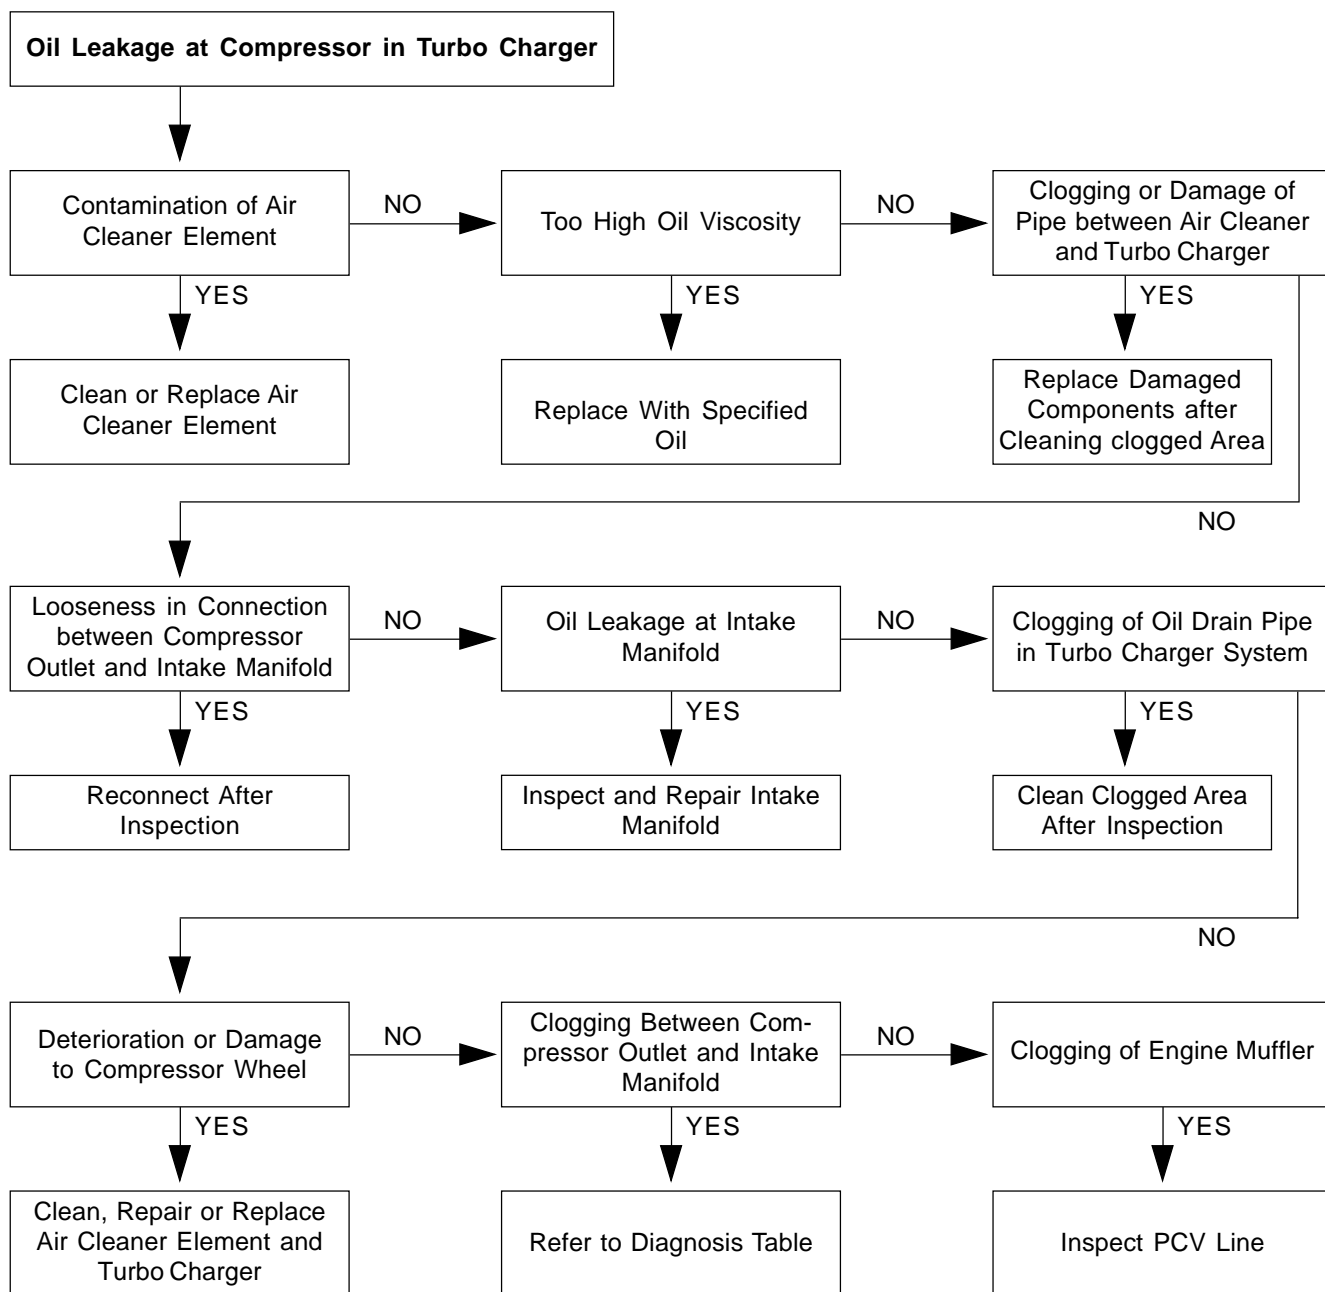 Oil Leakage at Compressor in Turbo Charger
Contamination of Air
Cleaner Element
NO
Too High Oil Viscosity
NO
Clogging or Damage of
Pipe between Air Cleaner
and Turbo Charger
YES
YES
YES
Clean or Replace Air
Cleaner Element
Replace With Specified
Oil
Replace Damaged
Components after
Cleaning clogged Area
NO
Looseness in Connection
between Compressor
Outlet and Intake Manifold
NO
Oil Leakage at Intake
Manifold
NO
Clogging of Oil Drain Pipe
in Turbo Charger System
YES
YES
YES
Reconnect After
Inspection
Inspect and Repair Intake
Manifold
Clean Clogged Area
After Inspection
NO
Deterioration or Damage
to Compressor Wheel
NO
Clogging Between Com-
pressor Outlet and Intake
Manifold
NO
Clogging of Engine Muffler
YES
YES
YES
Clean, Repair or Replace
Air Cleaner Element and
Turbo Charger
Refer to Diagnosis Table
Inspect PCV Line